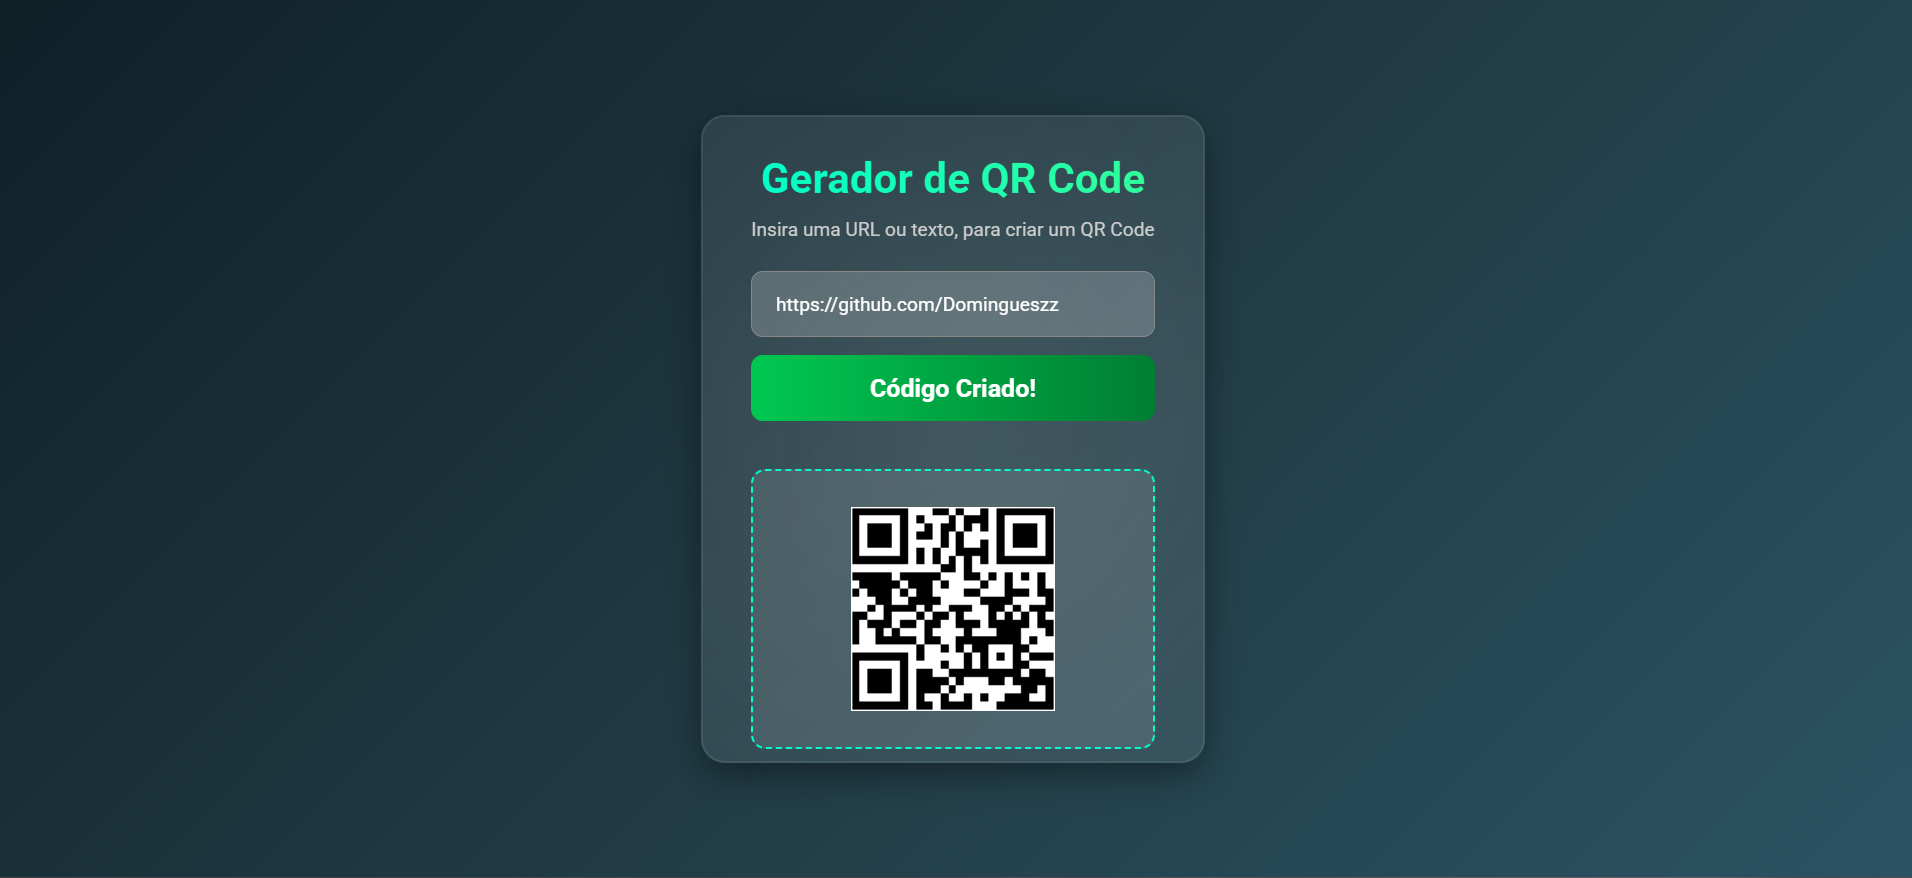 Gerador de QR Code
Insira uma URL ou texto, para criar um QR Code
https://github.com/Domingueszz
Código Criado!